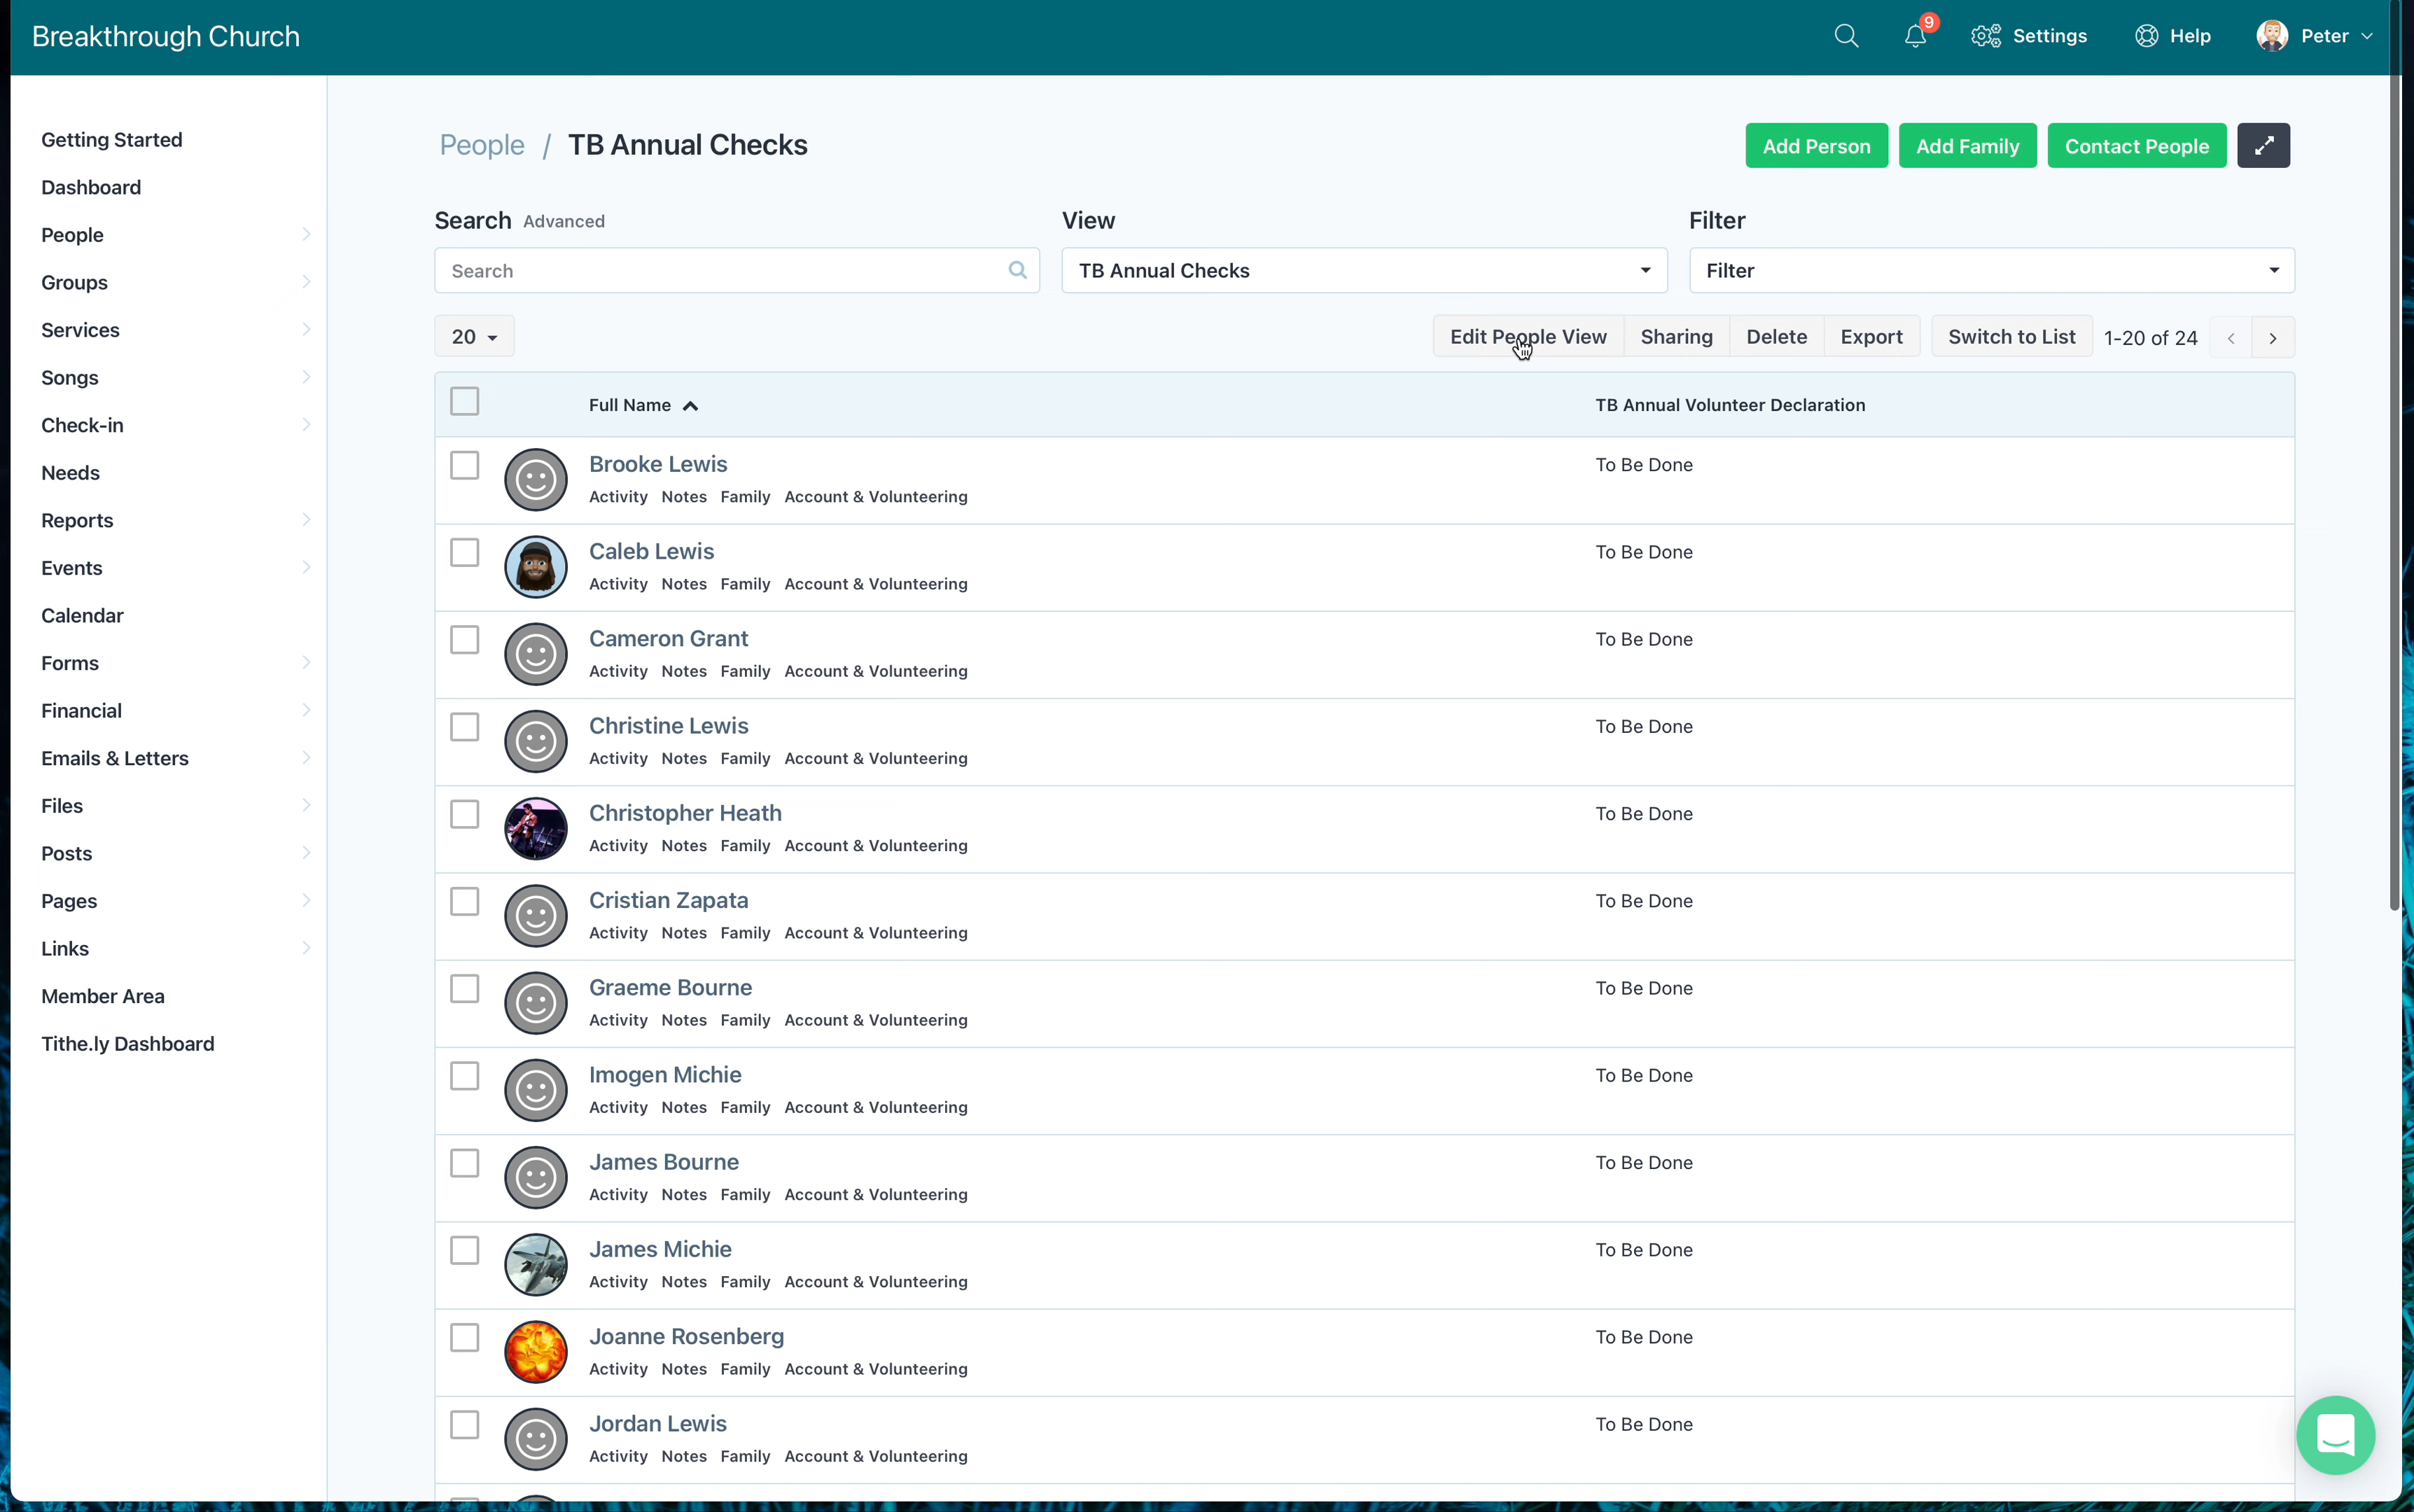 Breakthrough Church
9
Settings
Help
Peter
Getting Started
Dashboard
People
Groups
Services
Songs
Check-in
Needs
Reports
Events
Calendar
Forms
Financial
Emails & Letters
Files
Posts
Pages
Links
Member Area
Tithe.ly Dashboard
People / TB Annual Checks
Add Person
Add Family
Contact People
Search Advanced
View
Filter
Search
TB Annual Checks
Filter
20
Edit People View
Sharing
Delete
Export
Switch to List
1-20 of 24
Full Name
TB Annual Volunteer Declaration
Brooke Lewis
To Be Done
Activity Notes Family Account & Volunteering
Caleb Lewis
To Be Done
Activity Notes Family Account & Volunteering
Cameron Grant
To Be Done
Activity Notes Family Account & Volunteering
Christine Lewis
To Be Done
Activity Notes Family Account & Volunteering
Christopher Heath
To Be Done
Activity Notes Family Account & Volunteering
Cristian Zapata
To Be Done
Activity Notes Family Account & Volunteering
Graeme Bourne
To Be Done
Activity Notes Family Account & Volunteering
Imogen Michie
To Be Done
Activity Notes Family Account & Volunteering
James Bourne
To Be Done
Activity Notes Family Account & Volunteering
James Michie
To Be Done
Activity Notes Family Account & Volunteering
Joanne Rosenberg
To Be Done
Activity Notes Family Account & Volunteering
Jordan Lewis
To Be Done
Activity Notes Family Account & Volunteering